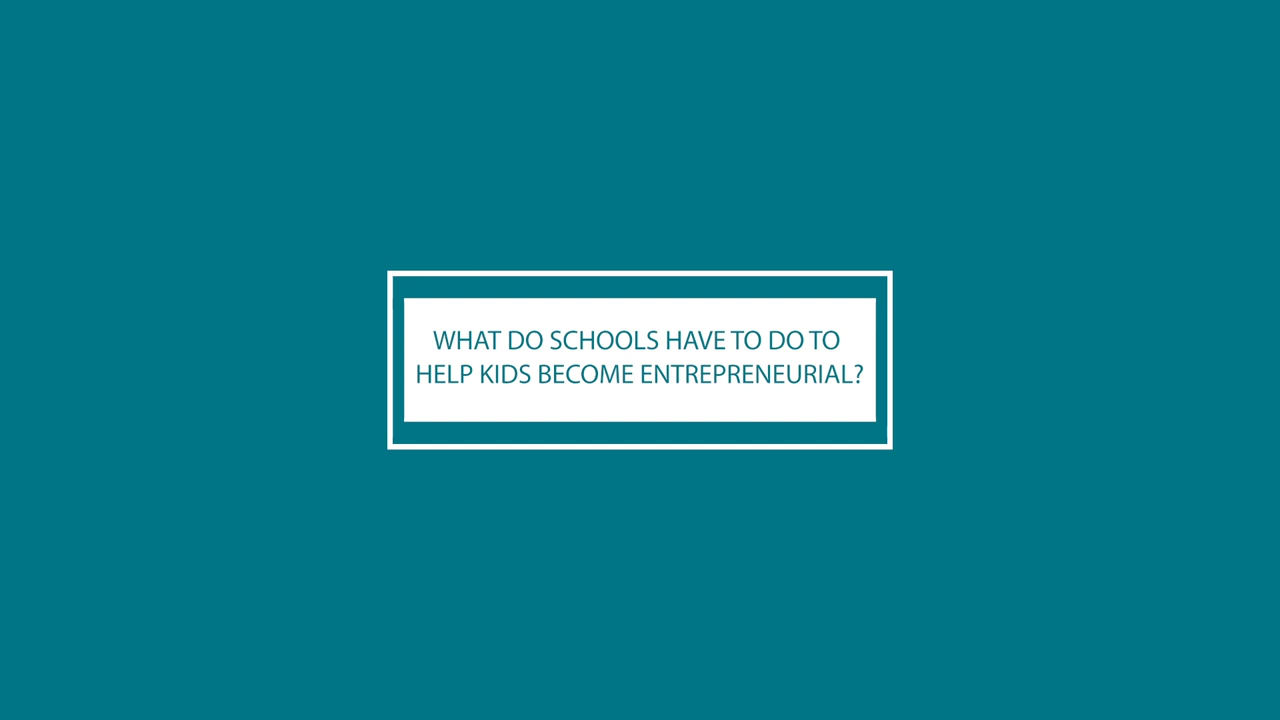 WHAT DO SCHOOLS HAVE TO DO TO
HELP KIDS BECOME ENTREPRENEURIAL?